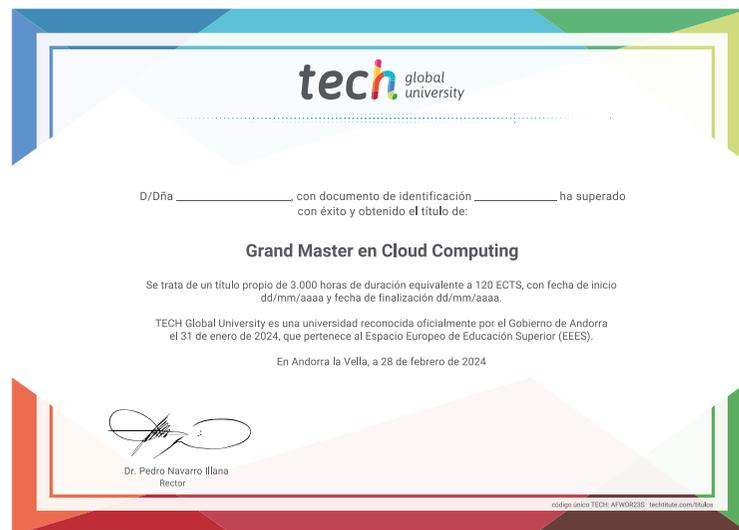 tech global university
D/Dña ________________, con documento de identificación ____________ ha superado
con éxito y obtenido el título de:
Grand Master en Cloud Computing
Se trata de un título propio de 3.000 horas de duración equivalente a 120 ECTS, con fecha de inicio
dd/mm/aaaa y fecha de finalización dd/mm/aaaa.
TECH Global University es una universidad reconocida oficialmente por el Gobierno de Andorra
el 31 de enero de 2024, que pertenece al Espacio Europeo de Educación Superior (EEES).
En Andorra la Vella, a 28 de febrero de 2024
Dr. Pedro Navarro Illana
Rector
código único TECH: AFWOR23S techtitute.com/titulos